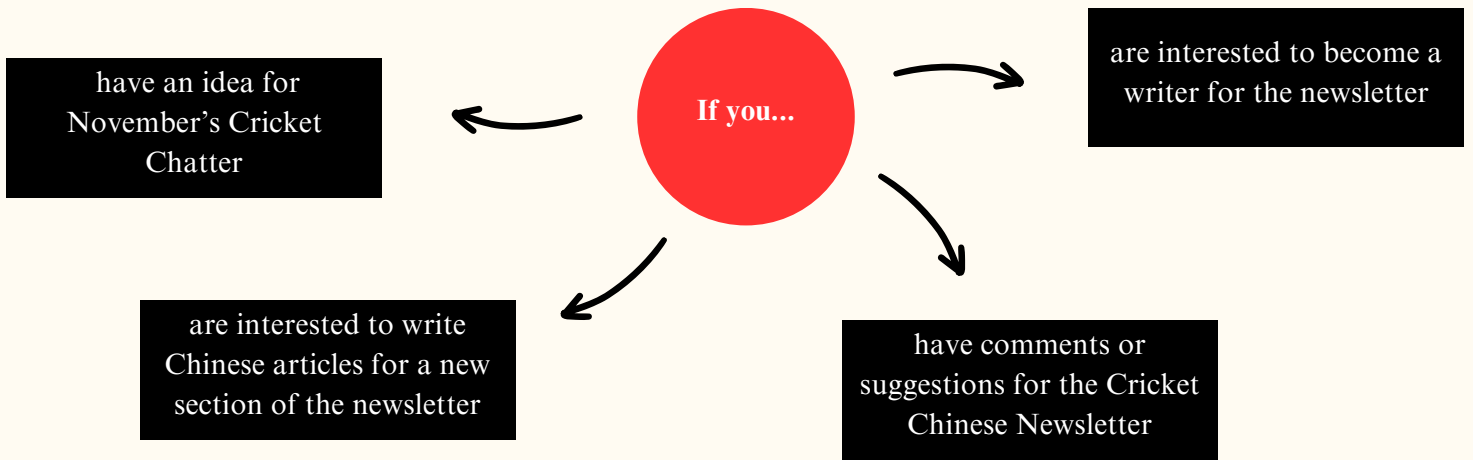 If you...
have an idea for
November’s Cricket
Chatter
are interested to become a
writer for the newsletter
are interested to write
Chinese articles for a new
section of the newsletter
have comments or
suggestions for the Cricket
Chinese Newsletter